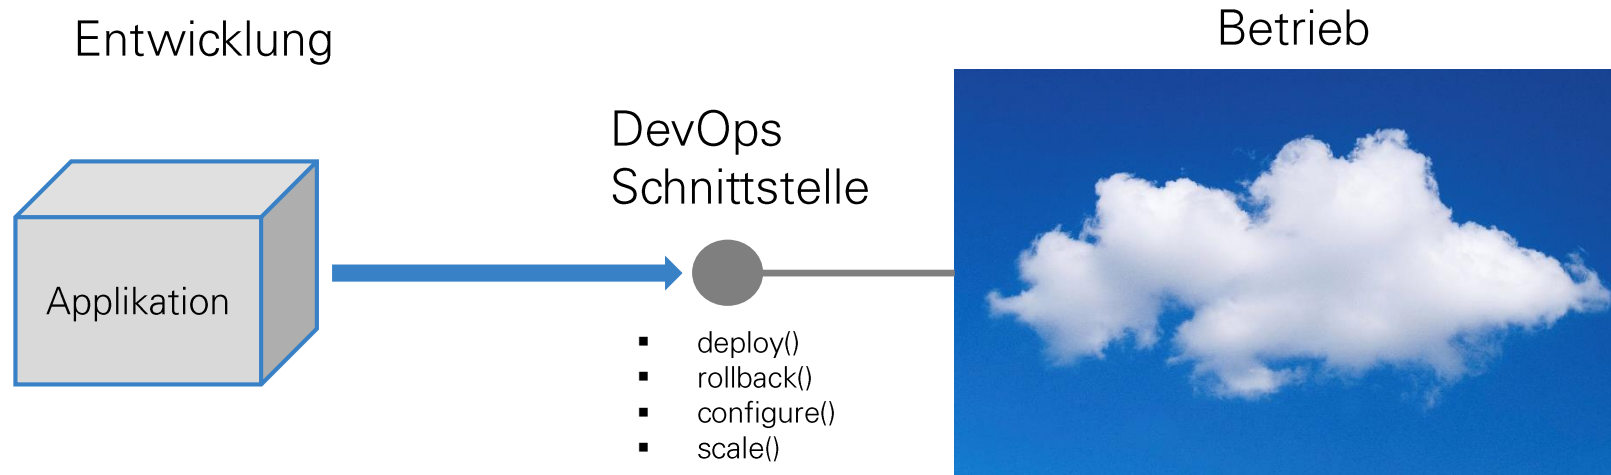 Entwicklung
Betrieb
DevOps
Schnittstelle
Applikation
▪ deploy()
▪ rollback()
▪ configure()
▪ scale()